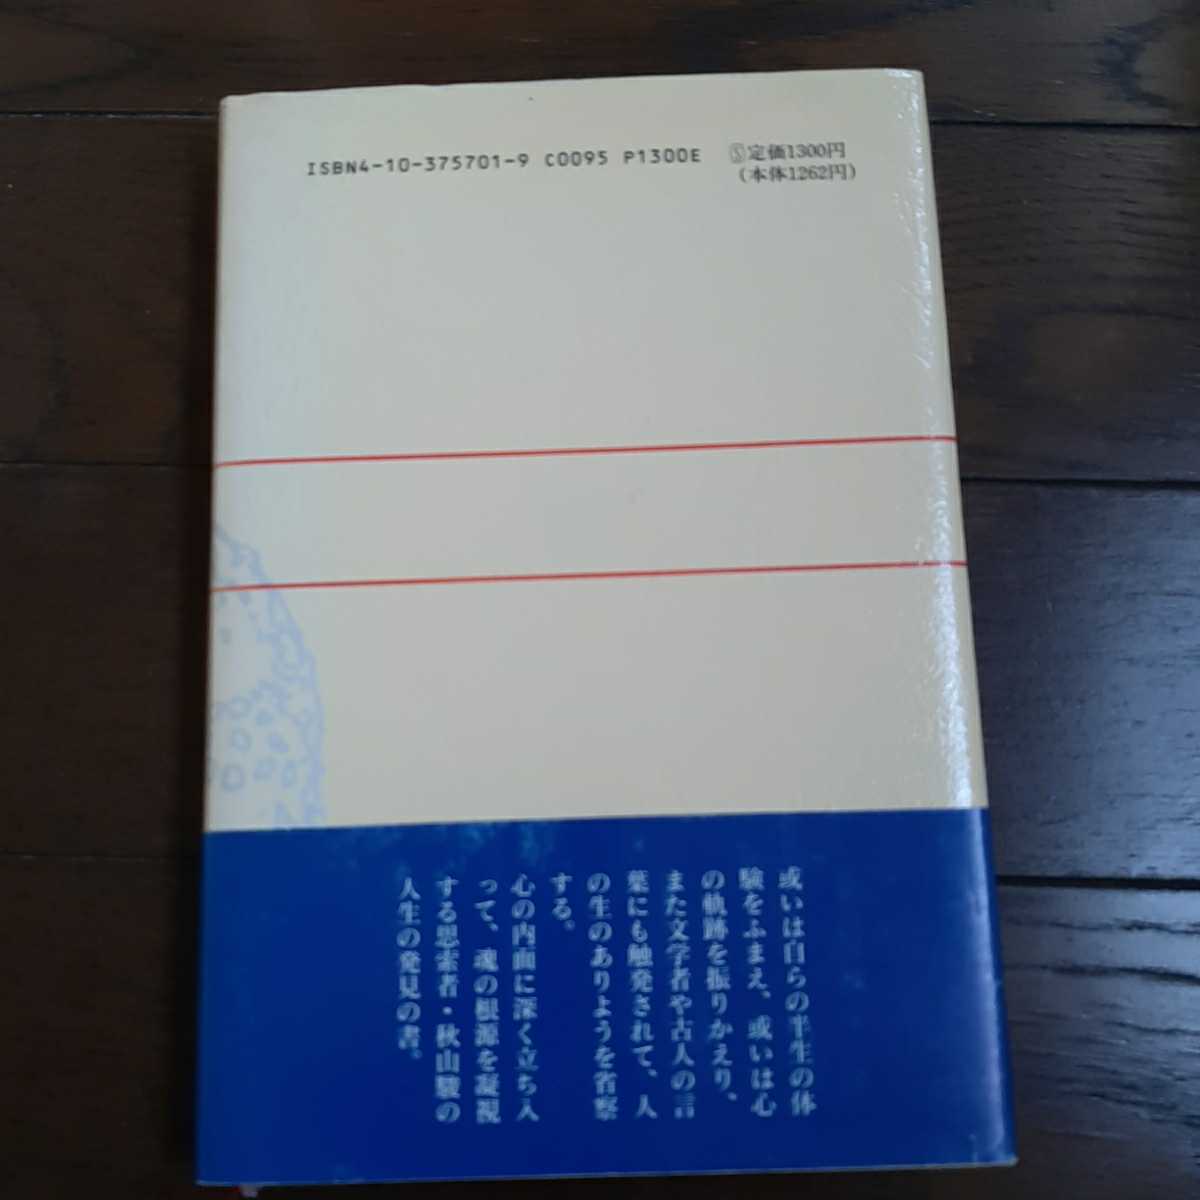 ISBN4-10-375701-9 C0095 P1300E
Ⓢ定価1300円
(本体1262円)
或いは自らの半生の体
験をふまえ、或いは心
の軌跡を振りかえり、
また文学者や古人の言
葉にも触発されて、人
の生のありようを省察
する。
心の内面に深く立ち入
って、魂の根源を凝視
する思索者・秋山駿の
人生の発見の書。